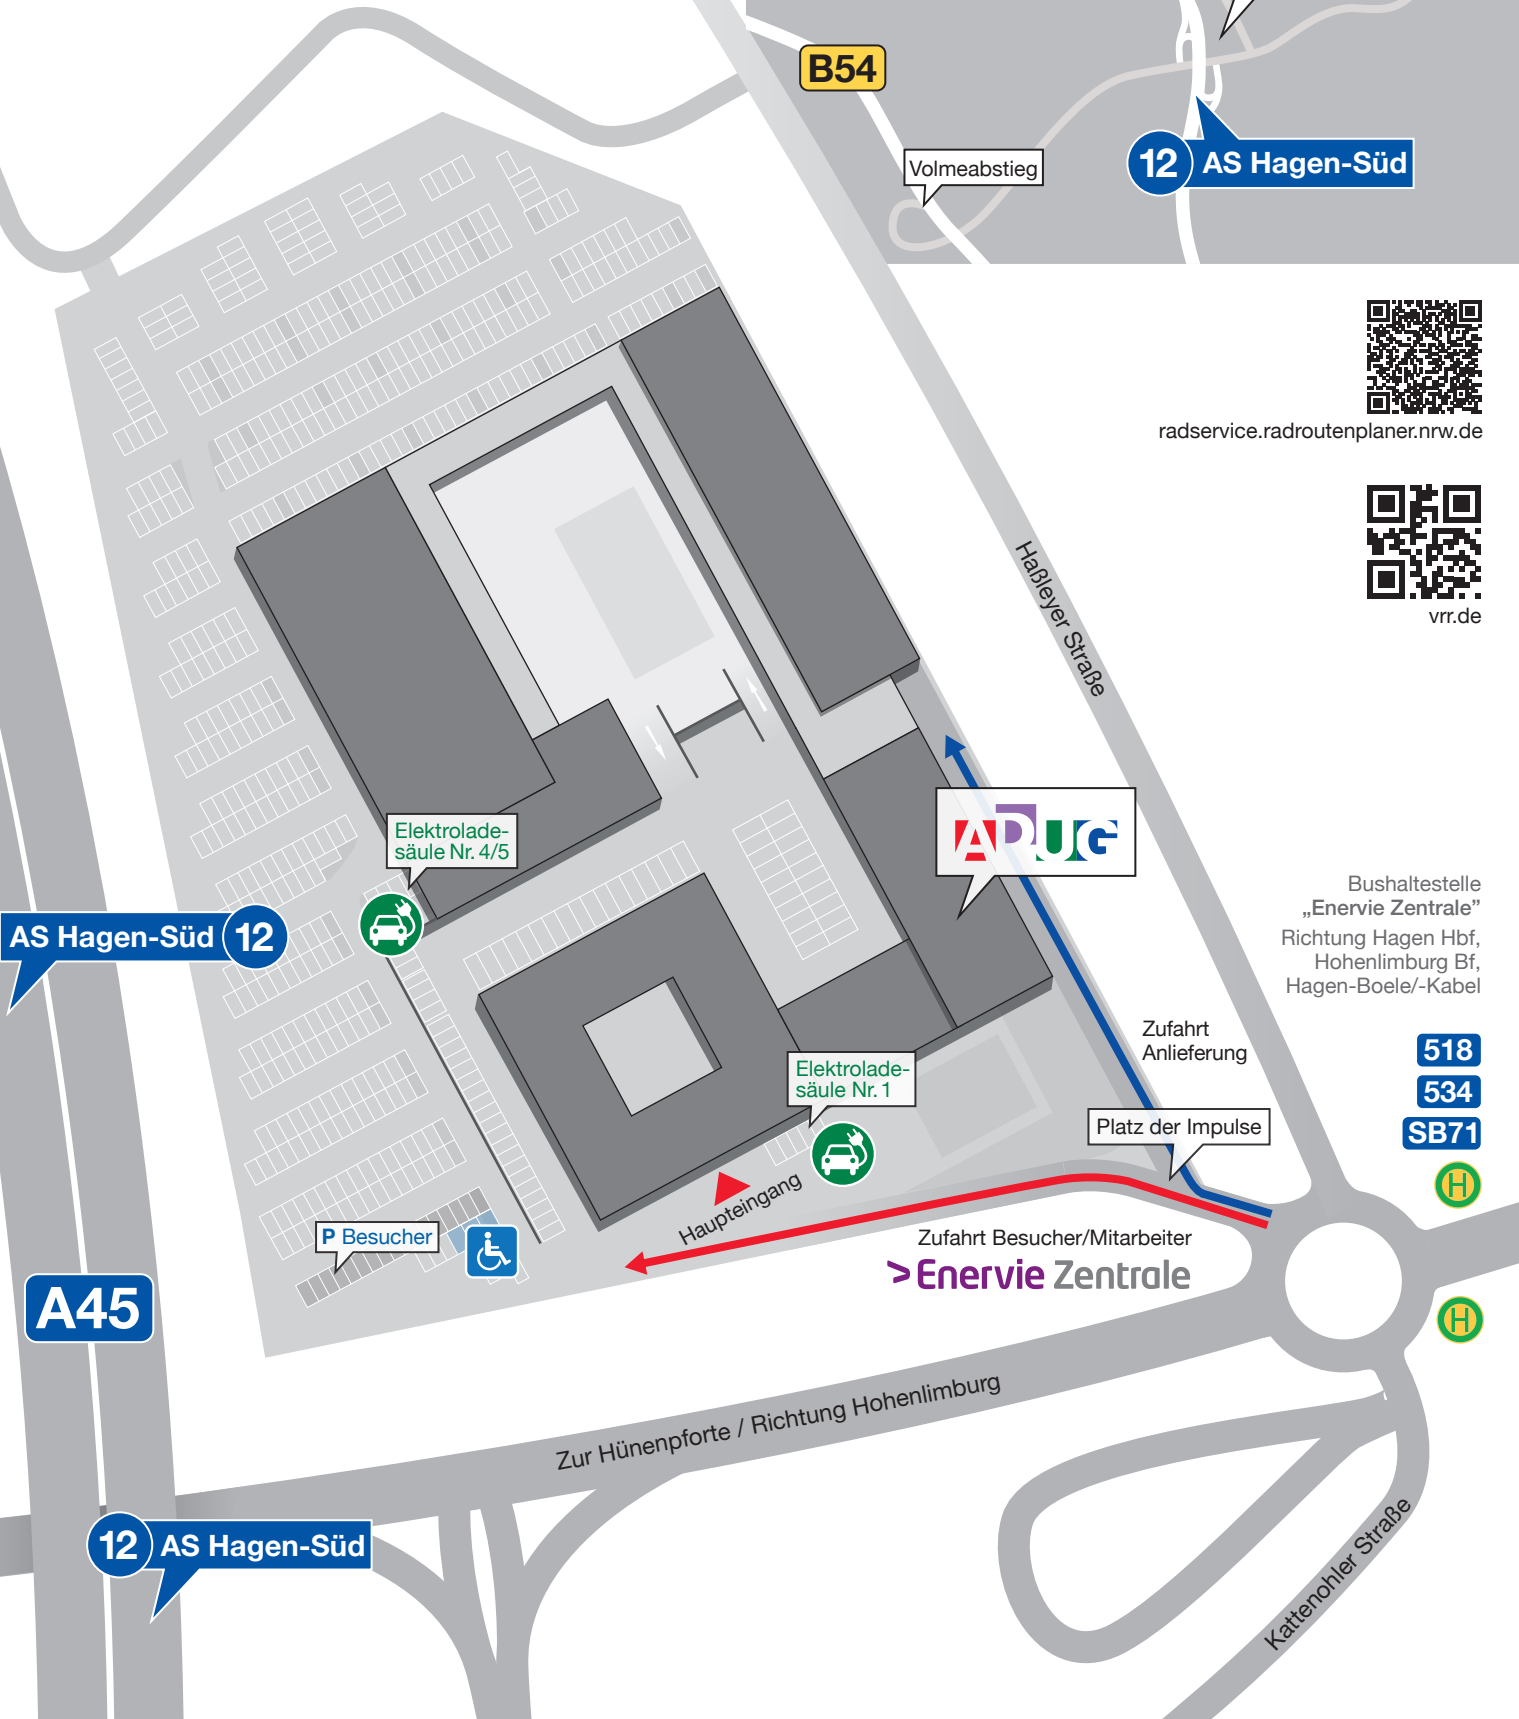 B54
Volmeabstieg
12 AS Hagen-Süd
radservice.radroutenplaner.nrw.de
vrr.de
Haßleyer Straße
Elektrolade-
säule Nr. 4/5
ADUG
AS Hagen-Süd 12
Bushaltestelle
„Enervie Zentrale”
Richtung Hagen Hbf,
Hohenlimburg Bf,
Hagen-Boele/-Kabel
Zufahrt
Anlieferung
518
534
SB71
H
Elektrolade-
säule Nr. 1
Platz der Impulse
Haupteingang
P Besucher
Zufahrt Besucher/Mitarbeiter
>Enervie Zentrale
A45
H
Zur Hünenpforte / Richtung Hohenlimburg
12 AS Hagen-Süd
Kattenohler Straße